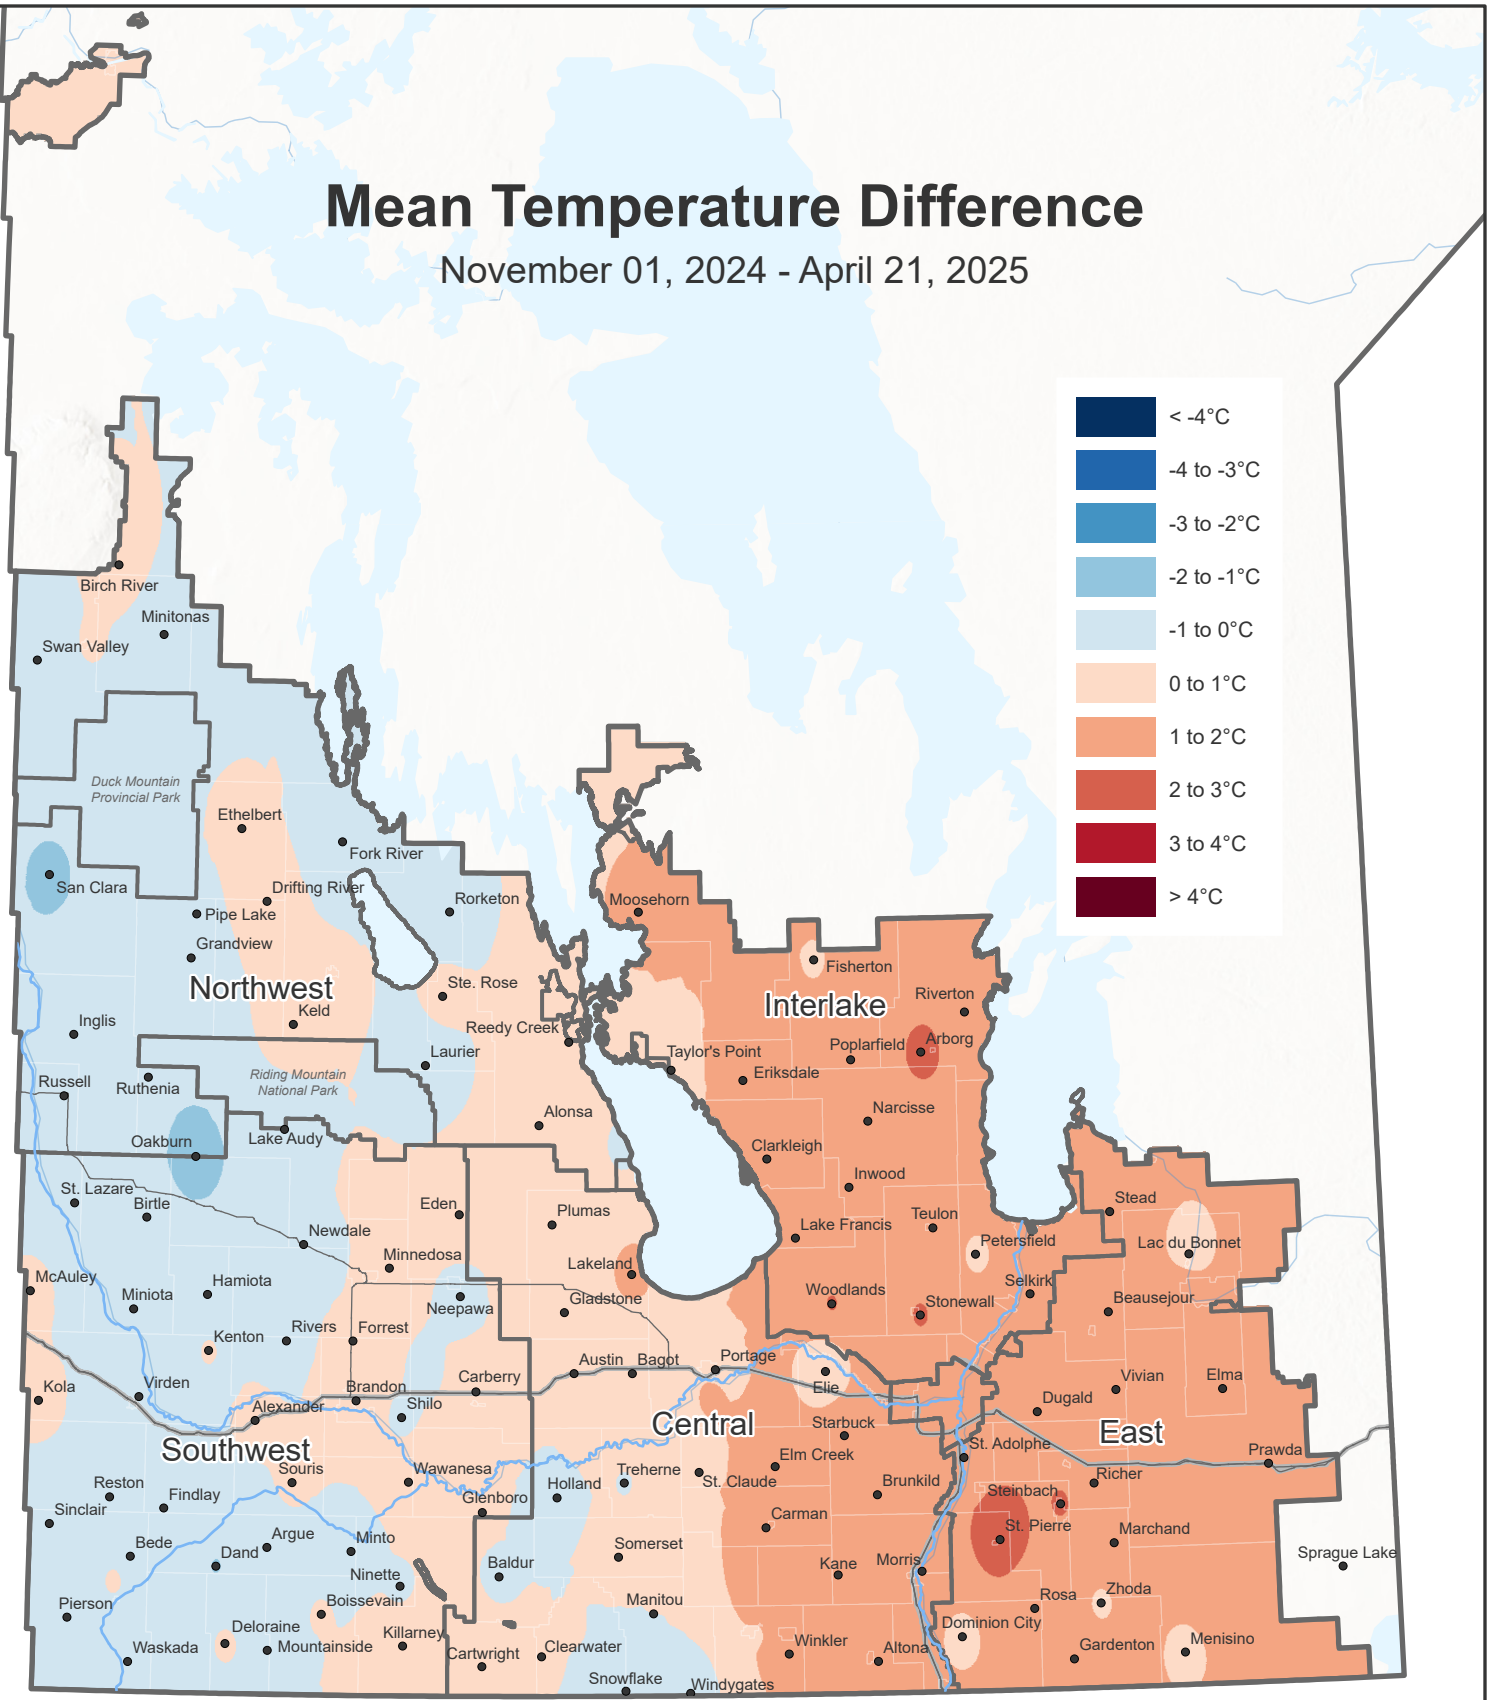 Mean Temperature Difference
November 01, 2024 - April 21, 2025
< -4°C
-4 to -3°C
-3 to -2°C
-2 to -1°C
-1 to 0°C
0 to 1°C
1 to 2°C
2 to 3°C
3 to 4°C
> 4°C
Birch River
Minitonas
Swan Valley
Duck Mountain
Provincial Park
Ethelbert
Fork River
San Clara
Drifting River
Rorketon
Moosehorn
Pipe Lake
Grandview
Fisherton
Northwest
Ste. Rose
Interlake
Riverton
Keld
Inglis
Reedy Creek
Taylor's Point
Poplarfield
Arborg
Laurier
Eriksdale
Russell
Ruthenia
Riding Mountain
National Park
Alonsa
Narcisse
Oakburn
Lake Audy
Clarkleigh
Inwood
St. Lazare
Birtle
Eden
Plumas
Lake Francis
Teulon
Stead
Newdale
Minnedosa
Lakeland
Petersfield
Lac du Bonnet
McAuley
Miniota
Hamiota
Neepawa
Gladstone
Woodlands
Stonewall
Selkirk
Beausejour
Kenton
Rivers
Forrest
Austin
Bagot
Portage
Kola
Virden
Brandon
Carberry
Elie
Vivian
Elma
Alexander
Shilo
Central
Starbuck
Dugald
East
Southwest
St. Adolphe
Prawda
Souris
Wawanesa
Holland
Treherne
St. Claude
Elm Creek
Brunkild
Richer
Reston
Findlay
Glenboro
Steinbach
Sinclair
Carman
St. Pierre
Marchand
Bede
Argue
Minto
Dand
Somerset
Sprague Lake
Ninette
Baldur
Kane
Morris
Pierson
Boissevain
Manitou
Rosa
Zhoda
Deloraine
Killarney
Dominion City
Waskada
Mountainside
Cartwright
Clearwater
Winkler
Altona
Gardenton
Menisino
Snowflake
Windygates